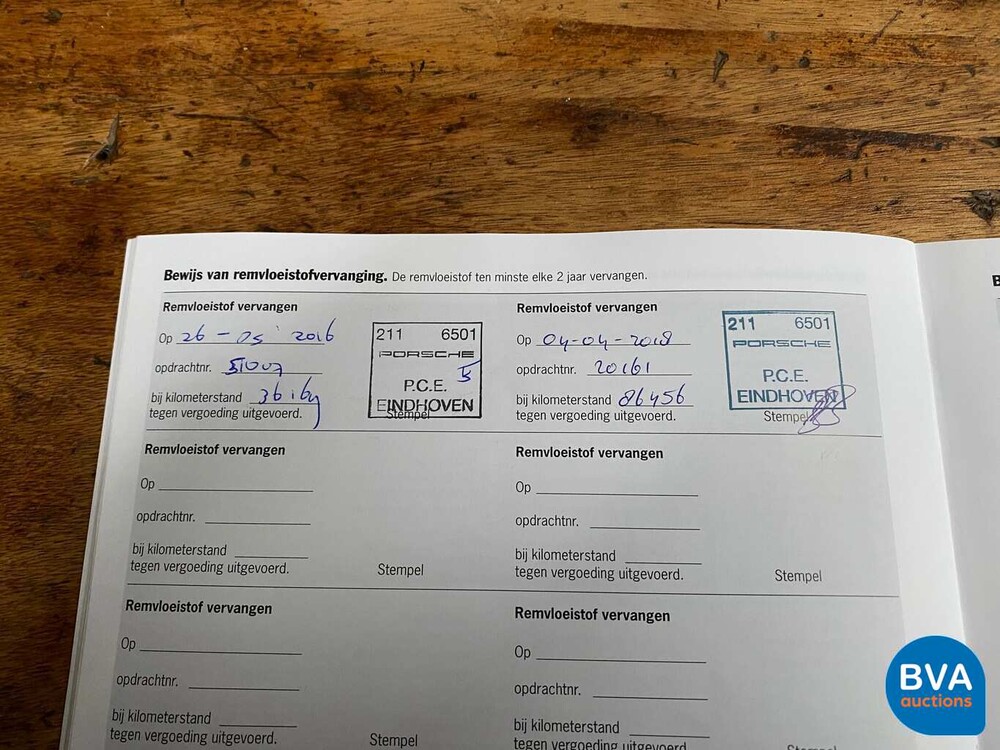 Bewijs van remvloeistofvervanging. De remvloeistof ten minste elke 2 jaar vervangen.
Remvloeistof vervangen
Op 26-05 2016
opdrachtnr.
bij kilometerstand
tegen vergoeding uitgevoerd.
211 6501
PORSCHE
P.C.E.
EINDHOVEN
Stempel
Remvloeistof vervangen
Op 04-04-2018
opdrachtnr. 20161
bij kilometerstand 86456
tegen vergoeding uitgevoerd.
211 6501
PORSCHE
P.C.E.
EINDHOVEN
Stempel
Remvloeistof vervangen
Op
opdrachtnr.
bij kilometerstand
tegen vergoeding uitgevoerd.
Stempel
Remvloeistof vervangen
Op
opdrachtnr.
bij kilometerstand
tegen vergoeding uitgevoerd.
Stempel
Remvloeistof vervangen
Op
opdrachtnr.
bij kilometerstand
tegen vergoeding uitgevoerd.
Stempel
Remvloeistof vervangen
Op
opdrachtnr.
bij kilometerstand
tegen vergoeding uitgevoerd.
Stempel
B
BVA
auctions